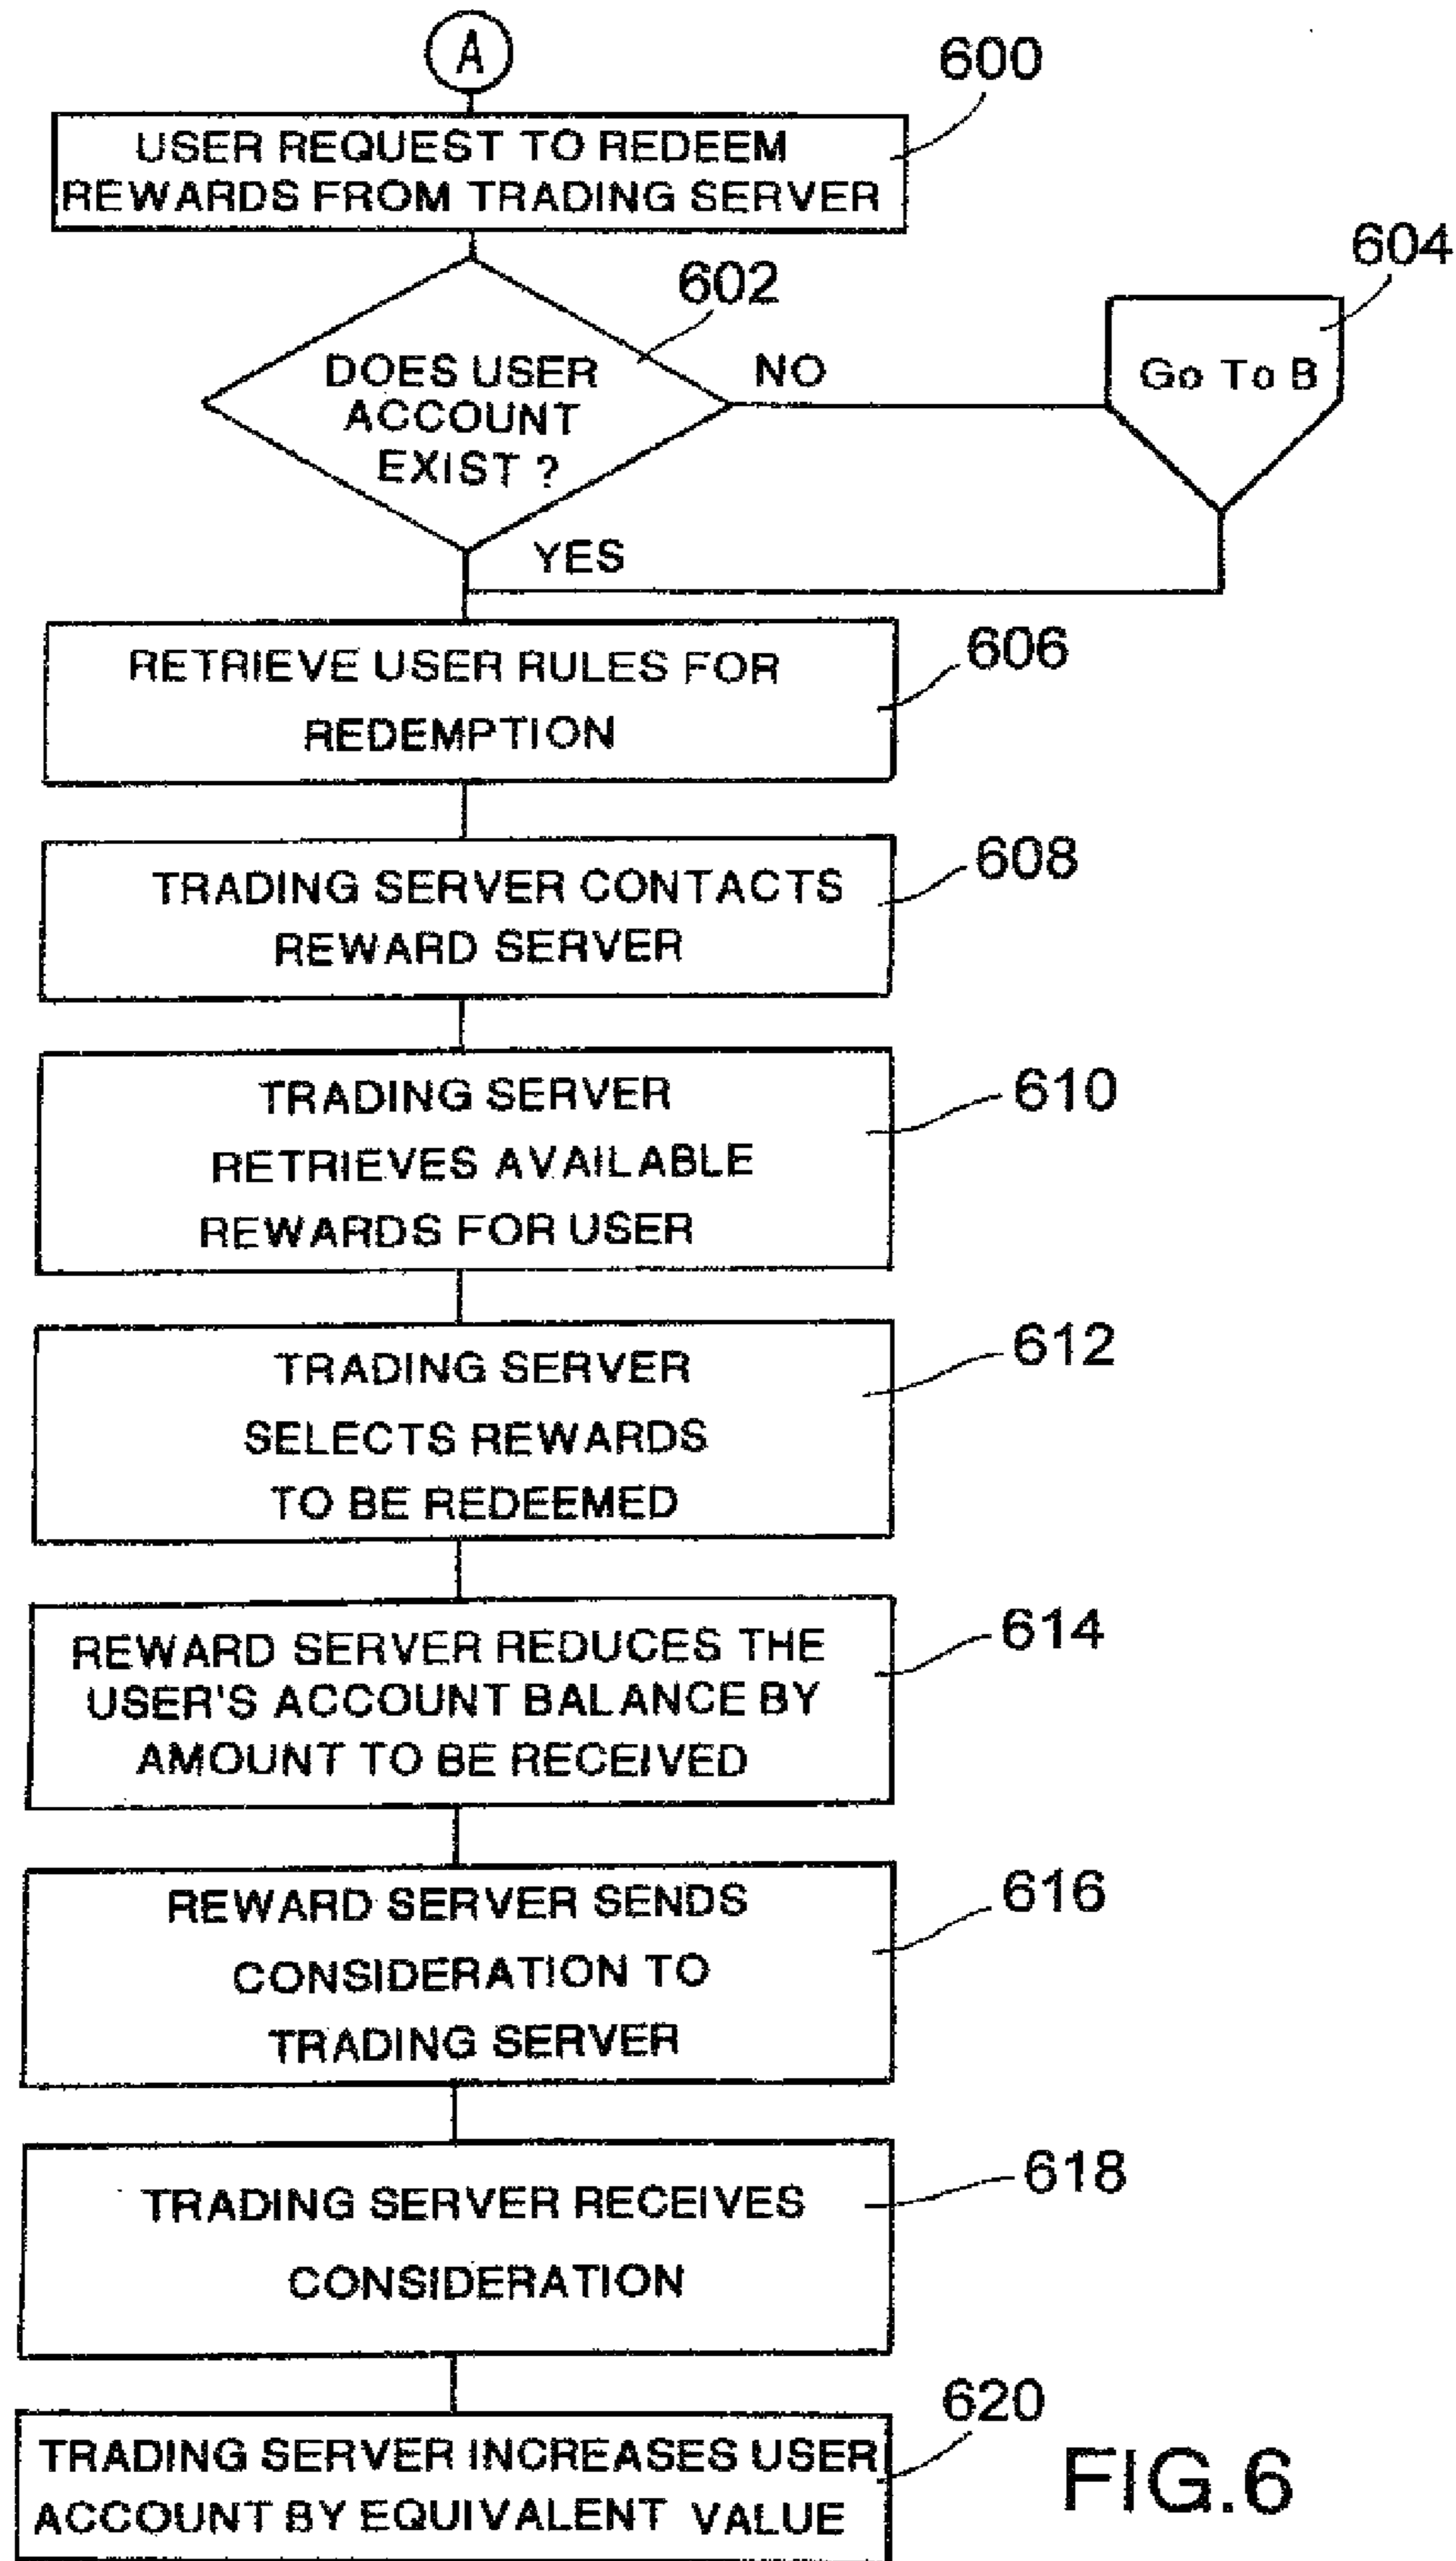 A
600
USER REQUEST TO REDEEM
REWARDS FROM TRADING SERVER
602
604
DOES USER
ACCOUNT
EXIST ?
NO
Go To B
YES
RETRIEVE USER RULES FOR
REDEMPTION
606
TRADING SERVER CONTACTS
REWARD SERVER
608
TRADING SERVER
RETRIEVES AVAILABLE
REWARDS FOR USER
610
TRADING SERVER
SELECTS REWARDS
TO BE REDEEMED
612
REWARD SERVER REDUCES THE
USER'S ACCOUNT BALANCE BY
AMOUNT TO BE RECEIVED
614
REWARD SERVER SENDS
CONSIDERATION TO
TRADING SERVER
616
TRADING SERVER RECEIVES
CONSIDERATION
618
TRADING SERVER INCREASES USER
ACCOUNT BY EQUIVALENT VALUE
620
FIG.6